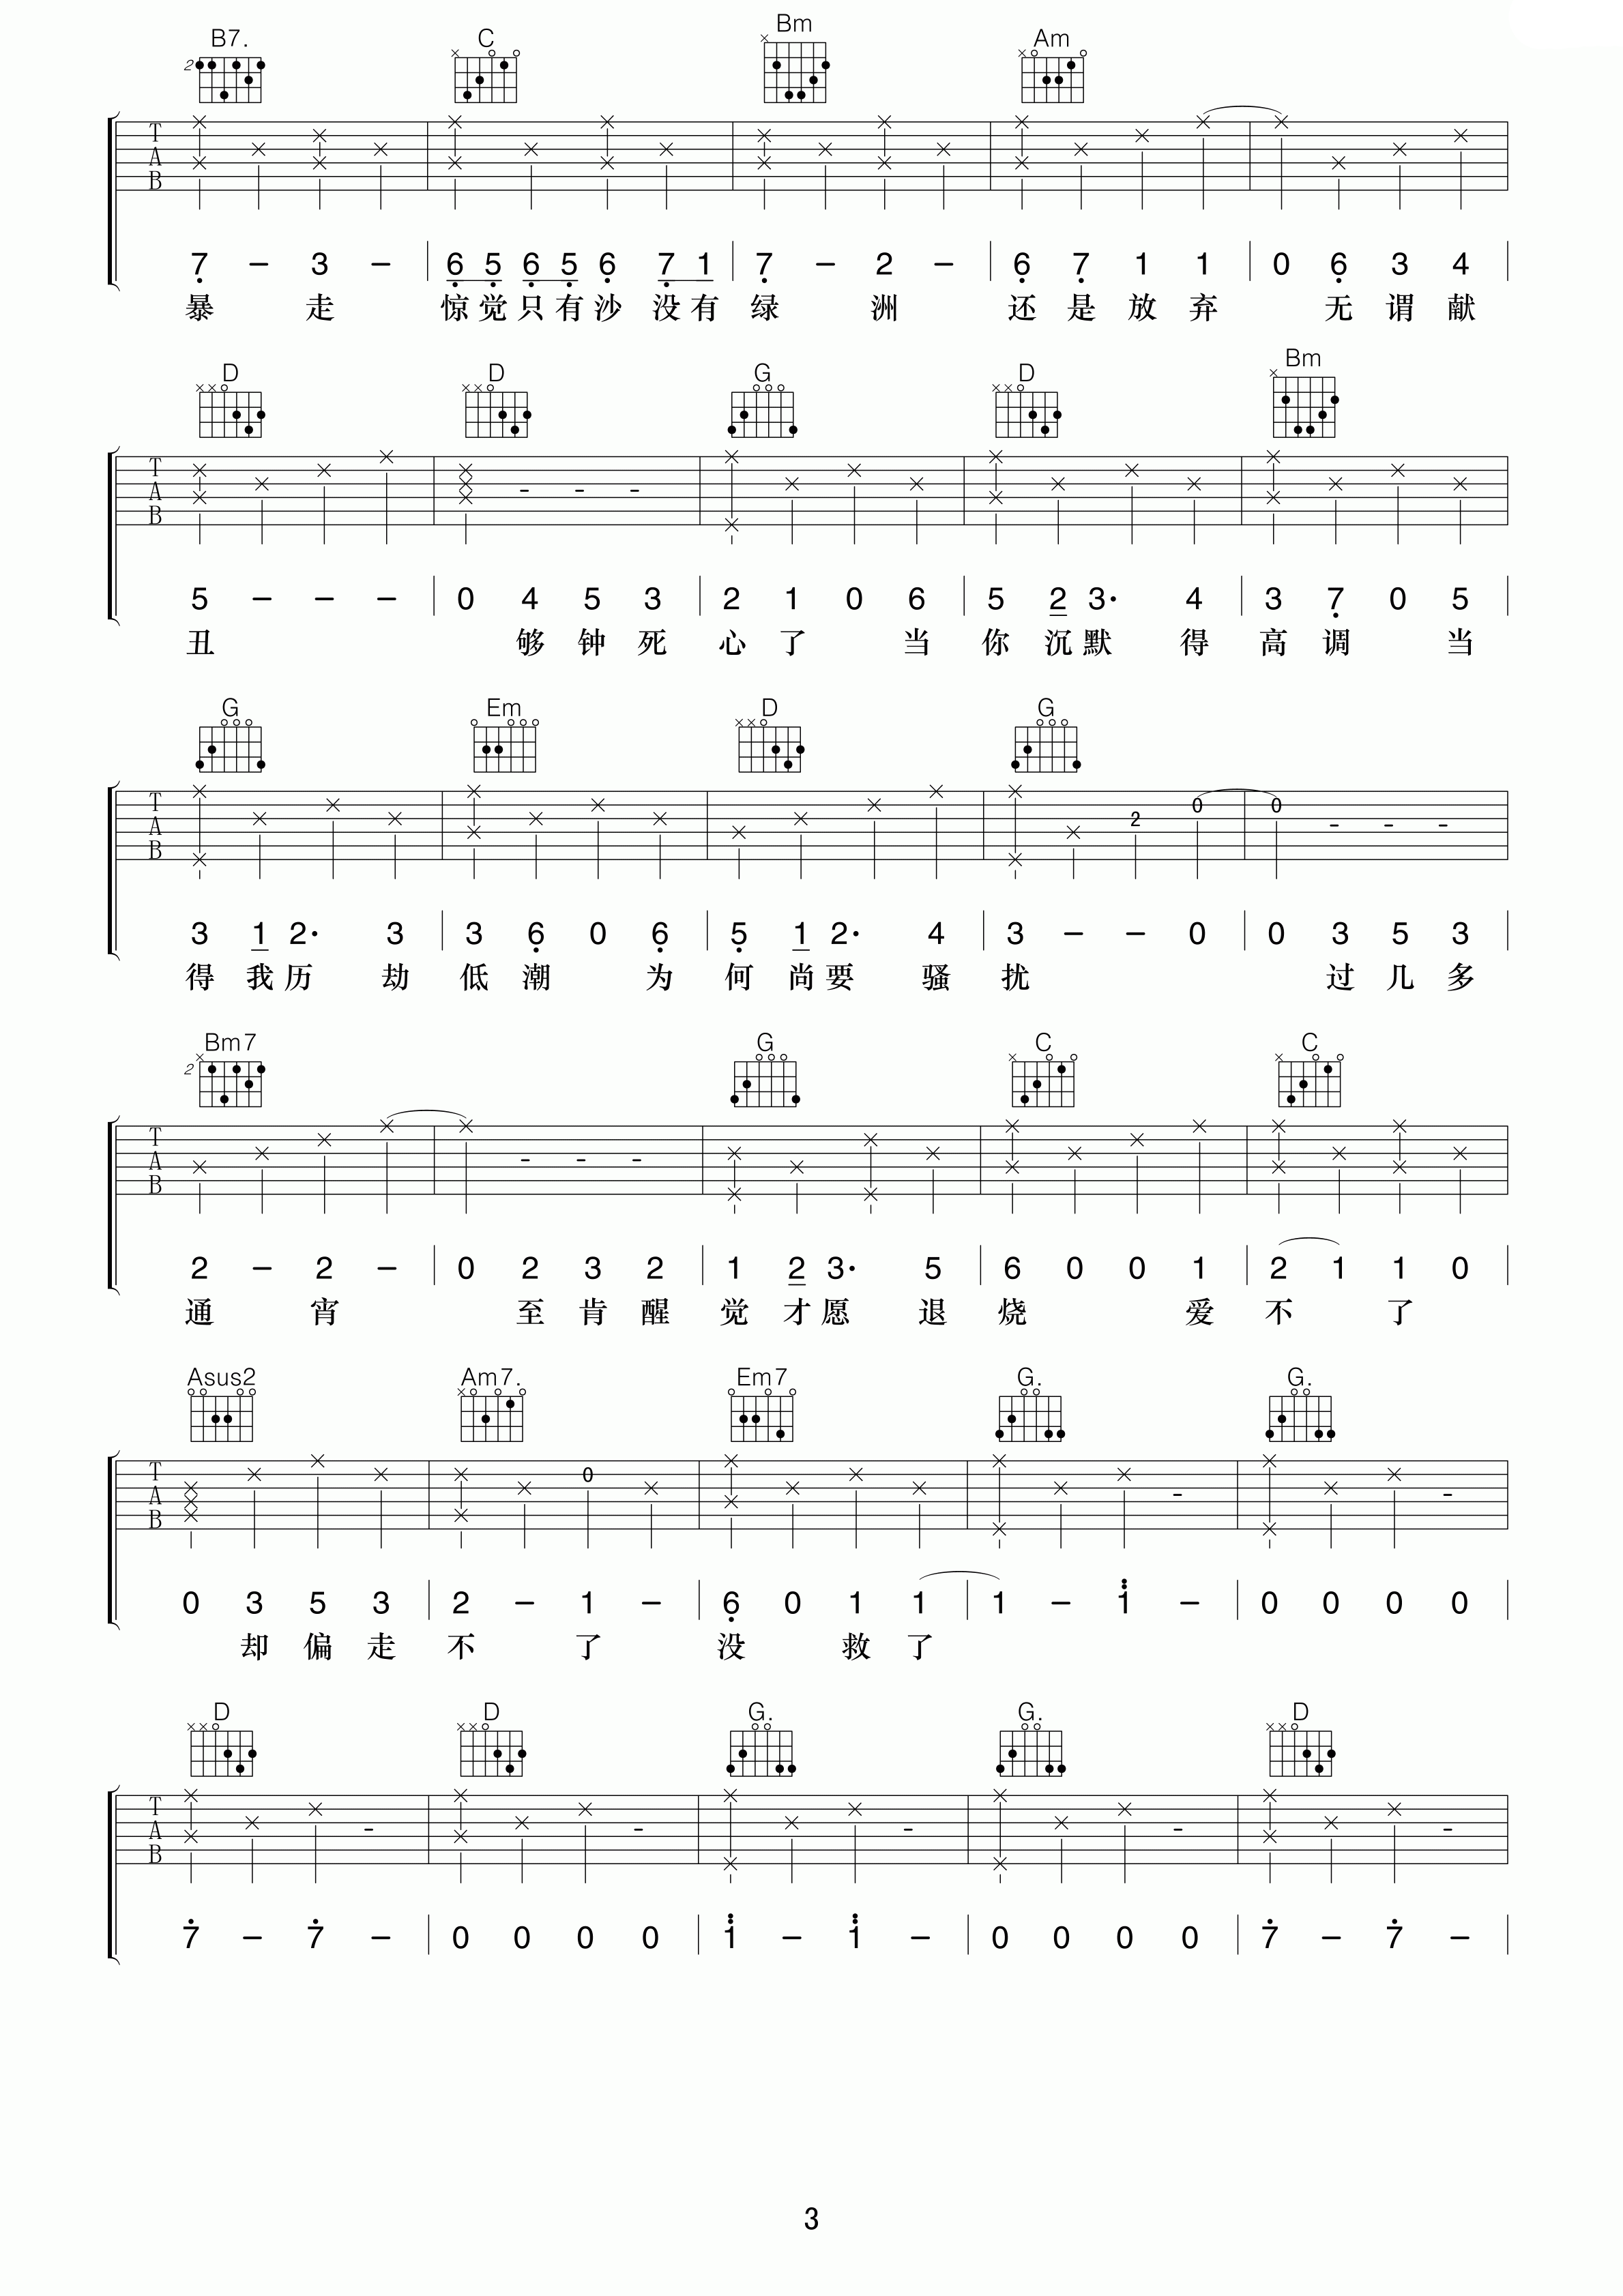 B7. C Bm Am
2
T A B
7 – 3 – | 6 5 6 5 6 7 1 | 7 – 2 – | 6 7 1 1 | 0 6 3 4 |
暴 走 惊 觉 只 有 沙 没 有 绿 洲 还 是 放 弃 无 谓 献
D D G D Bm
T A B - - -
5 – – – | 0 4 5 3 | 2 1 0 6 | 5 2 3· 4 | 3 7 0 5 |
丑 够 钟 死 心 了 当 你 沉 默 得 高 调 当
G Em D G
T A B 2 0 0 - - -
3 1 2· 3 | 3 6 0 6 | 5 1 2· 4 | 3 – – 0 | 0 3 5 3 |
得 我 历 劫 低 潮 为 何 尚 要 骚 扰 过 几 多
Bm7 G C C
2
T A B - - -
2 – 2 – | 0 2 3 2 | 1 2 3· 5 | 6 0 0 1 | 2 1 1 0 |
通 宵 至 肯 醒 觉 才 愿 退 烧 爱 不 了
Asus2 Am7. Em7 G. G.
T A B 0 - -
0 3 5 3 | 2 – 1 – | 6 0 1 1 | 1 – 1 – | 0 0 0 0 |
却 偏 走 不 了 没 救 了
D D G. G. D
T A B - - - - -
7 – 7 – | 0 0 0 0 | 1 – 1 – | 0 0 0 0 | 7 – 7 – |
3